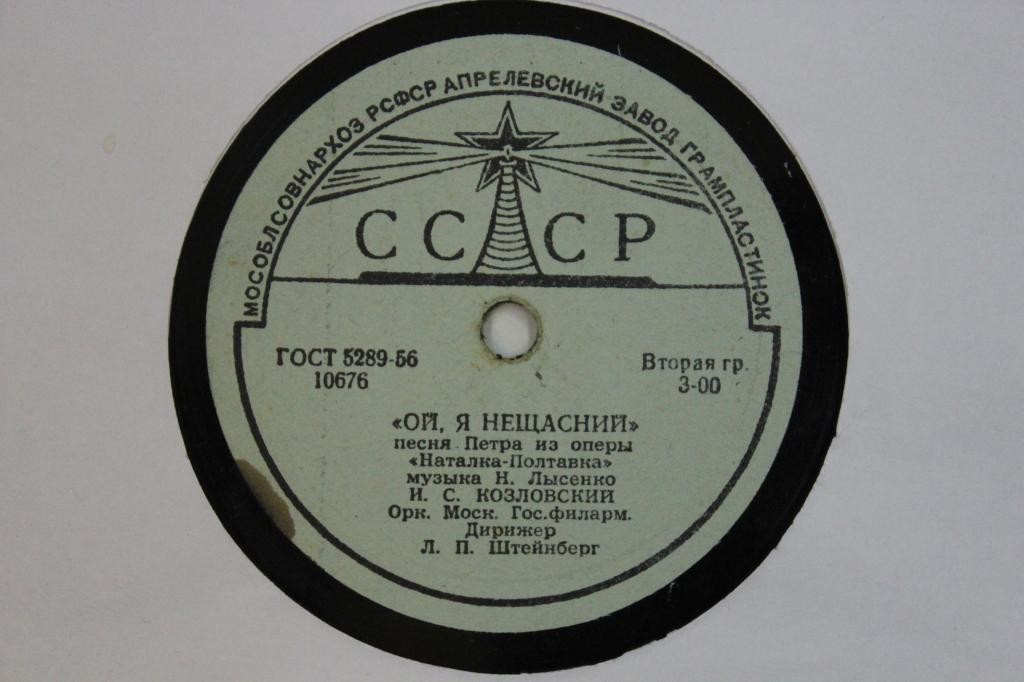 МОСОБЛСОВНАРХОЗ РСФСР АПРЕЛЕВСКИЙ ЗАВОД ГРАМПЛАСТИНОК
СССР
ГОСТ 5289-56
10676
Вторая гр.
3-00
«ОЙ, Я НЕЩАСНИЙ»
песня Петра из оперы
«Наталка-Полтавка»
музыка Н. Лысенко
И. С. КОЗЛОВСКИЙ
Орк. Моск. Гос.филарм.
Дирижер
Л. П. Штейнберг